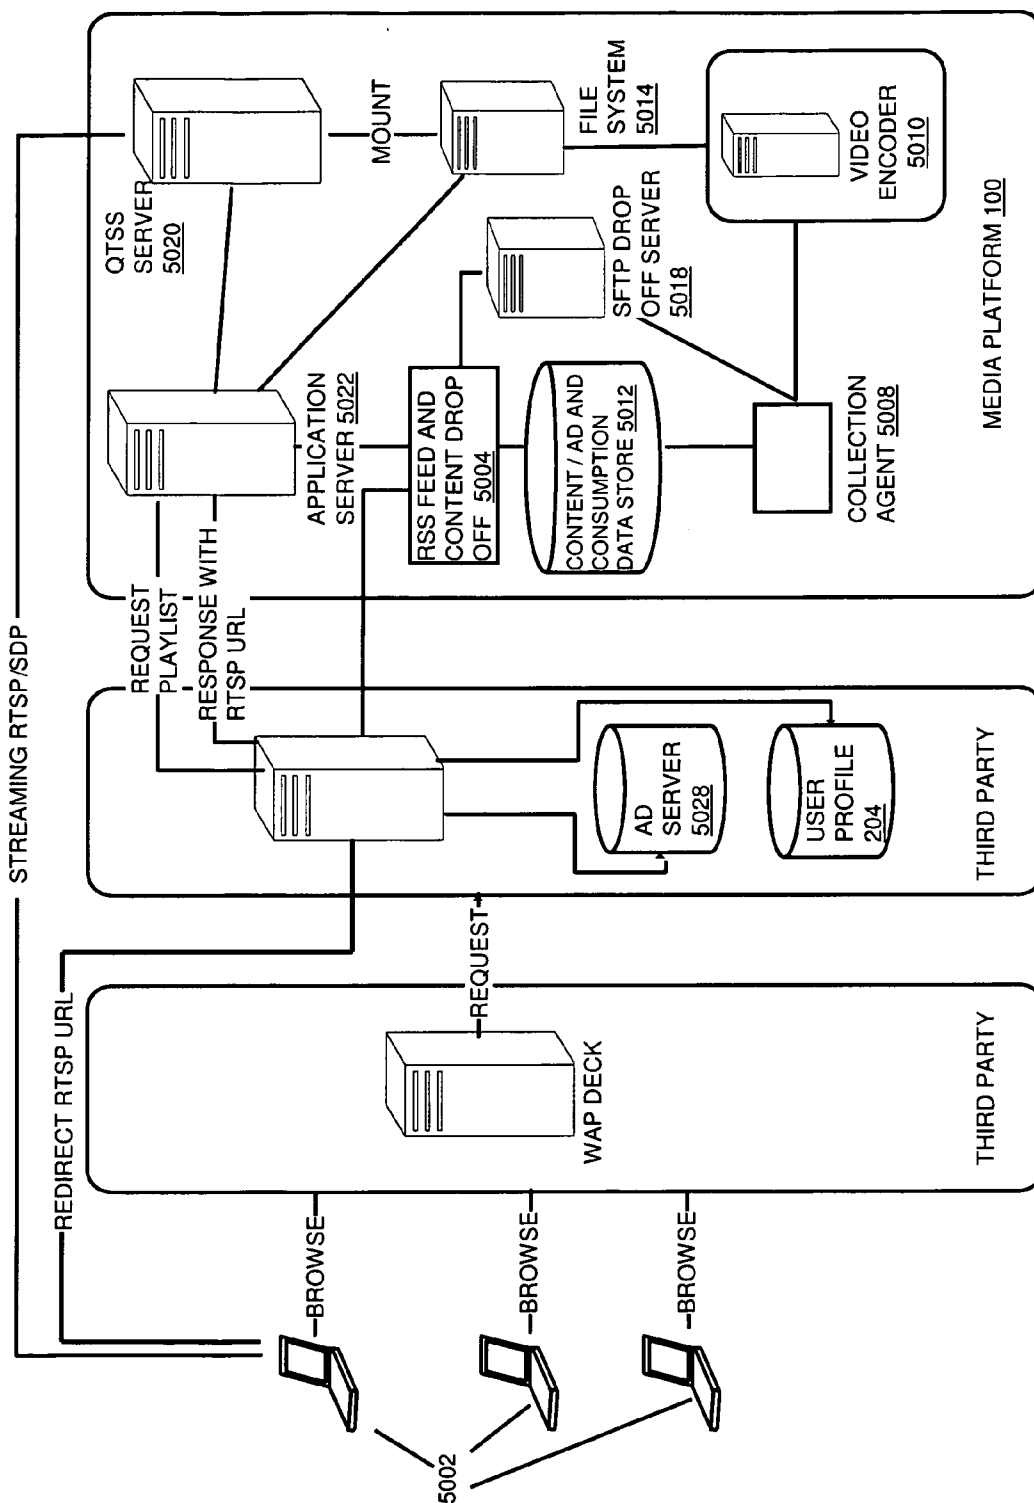 STREAMING RTSP/SDP
REDIRECT RTSP URL
5002
BROWSE
BROWSE
BROWSE
WAP DECK
THIRD PARTY
REQUEST
REQUEST
PLAYLIST
RESPONSE WITH
RTSP URL
AD
SERVER
5028
USER
PROFILE
204
THIRD PARTY
QTSS
SERVER
5020
MOUNT
FILE
SYSTEM
5014
APPLICATION
SERVER 5022
RSS FEED AND
CONTENT DROP
OFF 5004
SFTP DROP
OFF SERVER
5018
CONTENT / AD AND
CONSUMPTION
DATA STORE 5012
VIDEO
ENCODER
5010
COLLECTION
AGENT 5008
MEDIA PLATFORM 100